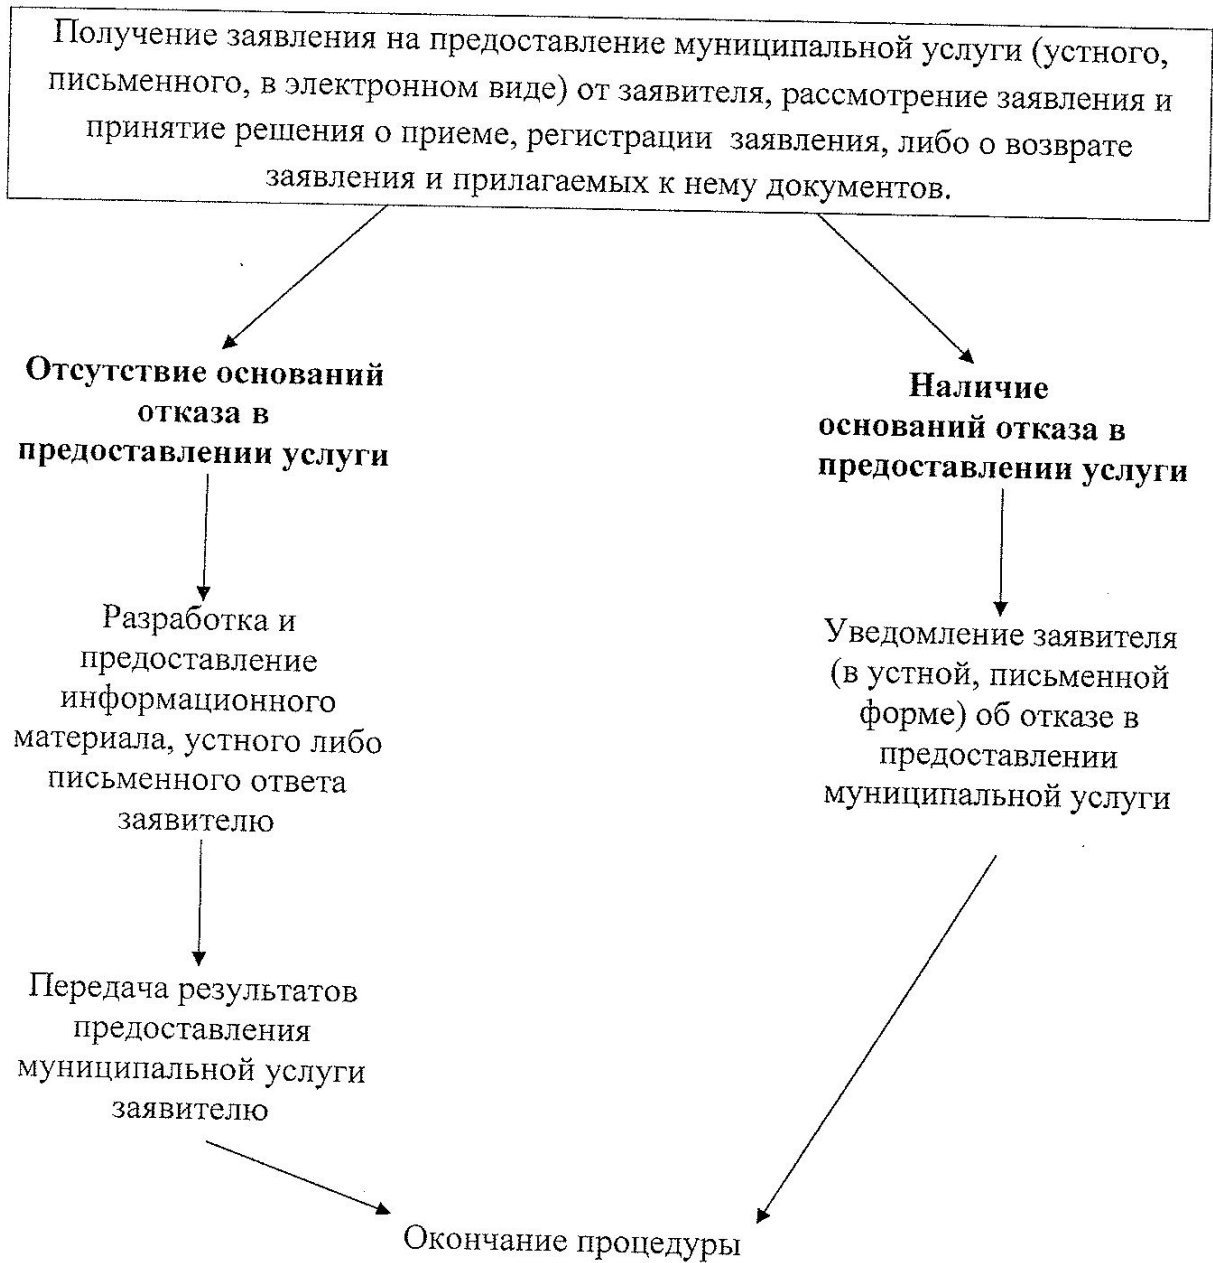 Получение заявления на предоставление муниципальной услуги (устного,
письменного, в электронном виде) от заявителя, рассмотрение заявления и
принятие решения о приеме, регистрации заявления, либо о возврате
заявления и прилагаемых к нему документов.
Отсутствие оснований
отказа в
предоставлении услуги
Наличие
оснований отказа в
предоставлении услуги
Разработка и
предоставление
информационного
материала, устного либо
письменного ответа
заявителю
Уведомление заявителя
(в устной, письменной
форме) об отказе в
предоставлении
муниципальной услуги
Передача результатов
предоставления
муниципальной услуги
заявителю
Окончание процедуры